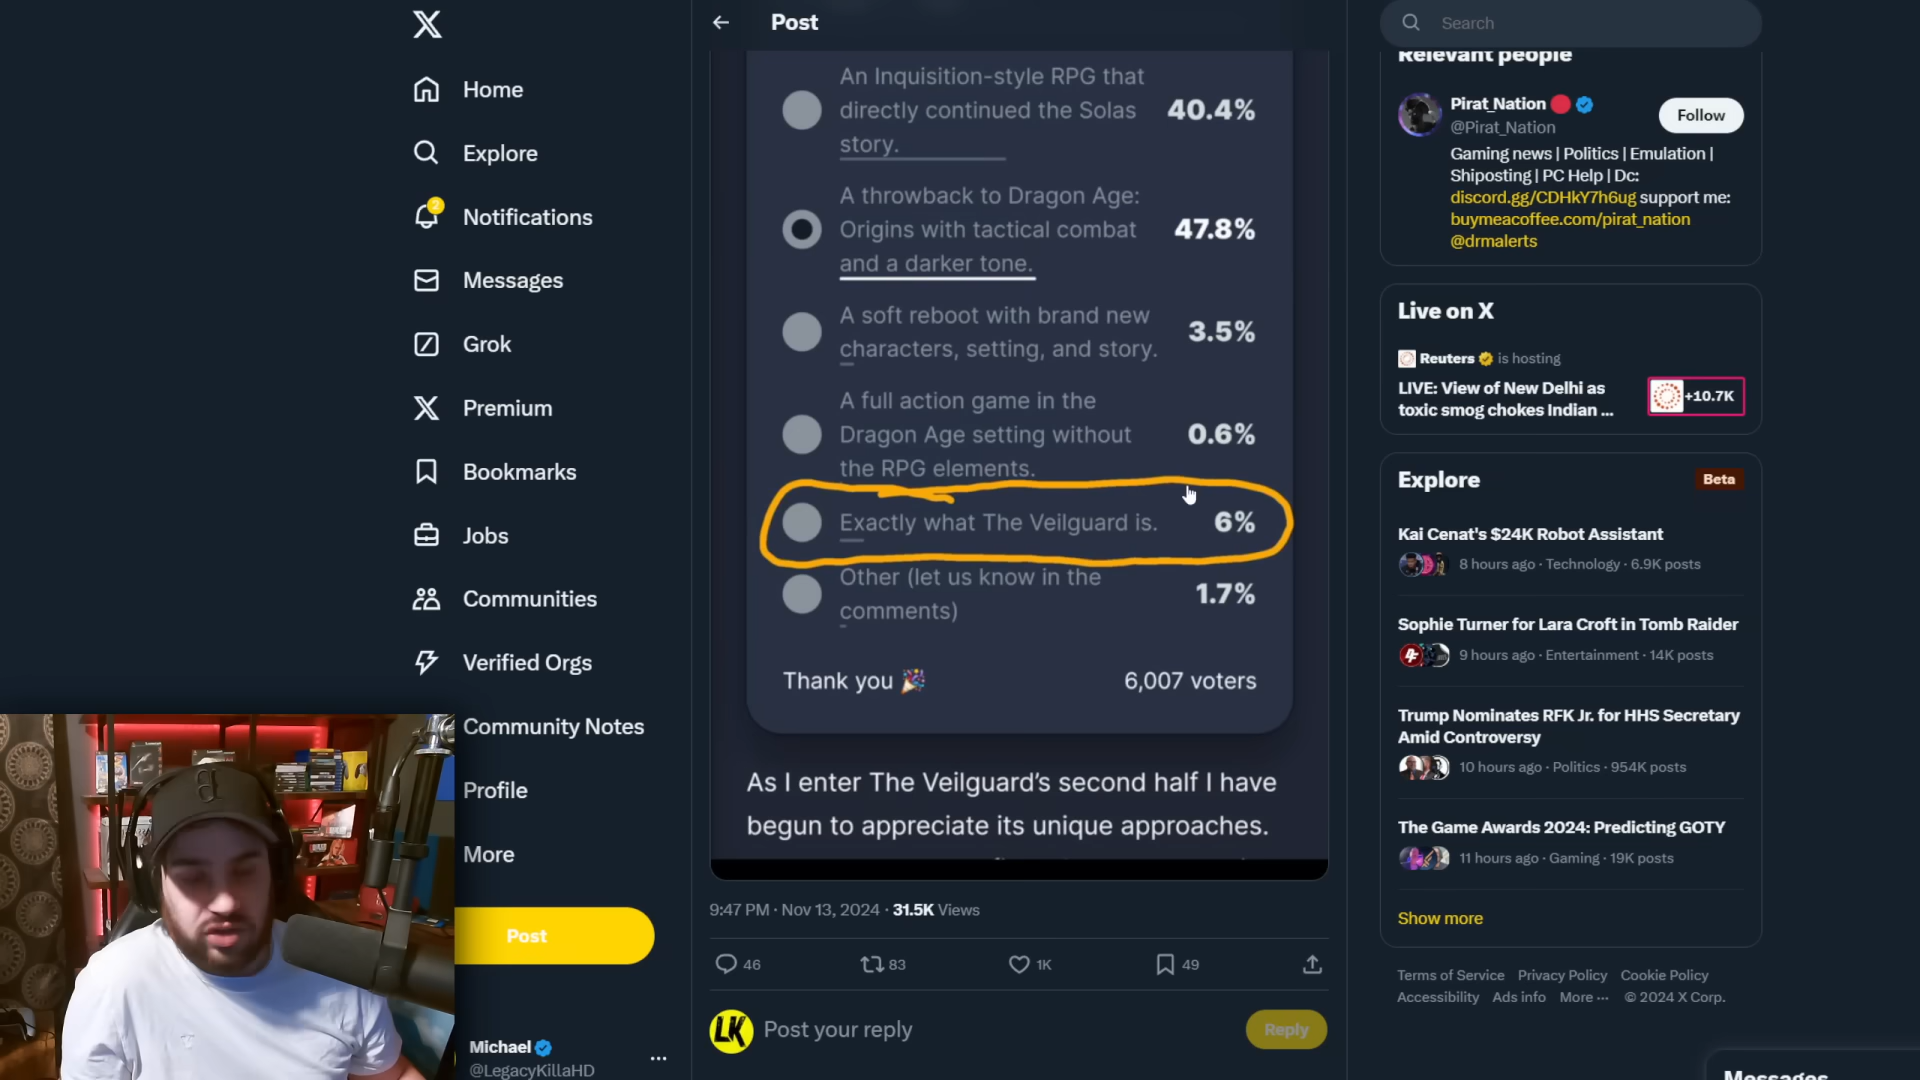 Home
Explore
2
Notifications
Messages
Grok
Premium
Bookmarks
Jobs
Communities
Verified Orgs
Community Notes
Profile
More
Post
Michael
@LegacyKillaHD
Post
An Inquisition-style RPG that
directly continued the Solas
story.
40.4%
A throwback to Dragon Age:
Origins with tactical combat
and a darker tone.
47.8%
A soft reboot with brand new
characters, setting, and story.
3.5%
A full action game in the
Dragon Age setting without
the RPG elements.
0.6%
Exactly what The Veilguard is.
6%
Other (let us know in the
comments)
1.7%
Thank you
6,007 voters
As I enter The Veilguard’s second half I have
begun to appreciate its unique approaches.
9:47 PM · Nov 13, 2024 · 31.5K Views
46
83
1K
49
LK
Post your reply
Reply
Search
Relevant people
Pirat_Nation
@Pirat_Nation
Follow
Gaming news | Politics | Emulation |
Shiposting | PC Help | Dc:
discord.gg/CDHkY7h6ug support me:
buymeacoffee.com/pirat_nation
@drmalerts
Live on X
Reuters is hosting
LIVE: View of New Delhi as
toxic smog chokes Indian ...
+10.7K
Explore
Beta
Kai Cenat's $24K Robot Assistant
8 hours ago · Technology · 6.9K posts
Sophie Turner for Lara Croft in Tomb Raider
9 hours ago · Entertainment · 14K posts
Trump Nominates RFK Jr. for HHS Secretary
Amid Controversy
10 hours ago · Politics · 954K posts
The Game Awards 2024: Predicting GOTY
11 hours ago · Gaming · 19K posts
Show more
Terms of Service Privacy Policy Cookie Policy
Accessibility Ads info More ··· © 2024 X Corp.
Messages